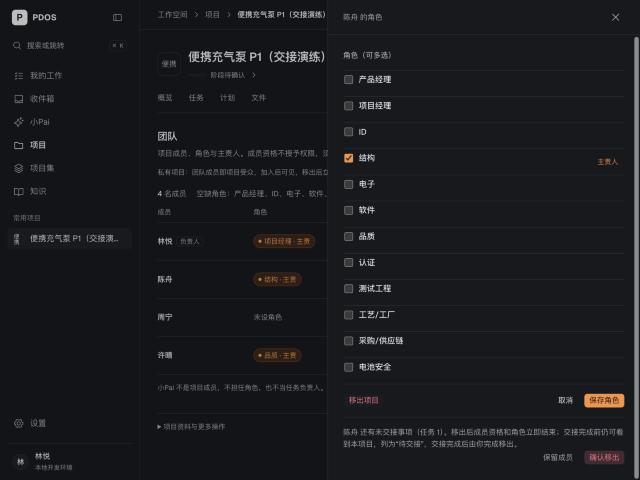 P PDOS
搜索或跳转 ⌘ K
我的工作
收件箱
小Pai
项目
项目集
知识
常用项目
便携 便携充气泵 P1（交接演...
设置
林 林悦
本地开发环境
工作空间 > 项目 > 便携充气泵 P1（交接演练）
便携 便携充气泵 P1（交接演练）
阶段待确认 >
概览 任务 计划 文件
团队
项目成员、角色与主责人。成员资格不授予权限，
私有项目：团队成员即项目受众，加入后可见，移出后立
4 名成员 空缺角色：产品经理、ID、电子、软件、
成员 角色
林悦 负责人 项目经理 · 主责
陈舟 结构 · 主责
周宁 未设角色
许晴 品质 · 主责
小Pai 不是项目成员，不担任角色，也不当任务负责人。
项目资料与更多操作
陈舟 的角色
角色（可多选）
产品经理
项目经理
ID
结构 主责人
电子
软件
品质
认证
测试工程
工艺/工厂
采购/供应链
电池安全
移出项目 取消 保存角色
陈舟 还有未交接事项（任务 1）。移出后成员资格和角色立即结束；交接完成前仍可看
到本项目，列为“待交接”，交接完成后由你完成移出。
保留成员 确认移出